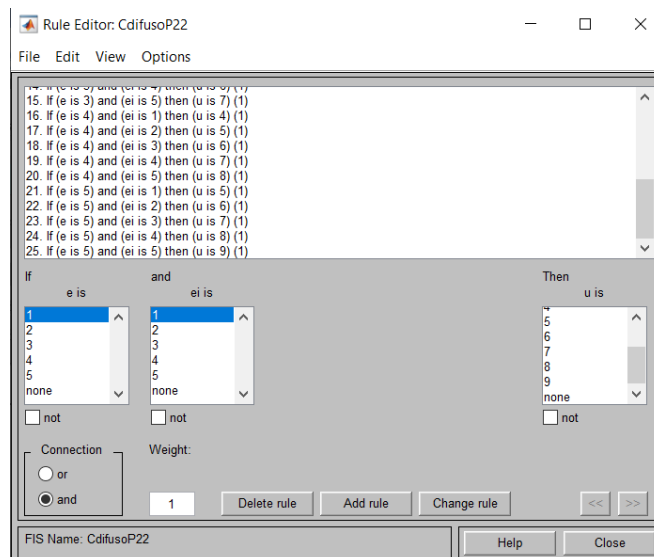 Rule Editor: CdifusoP22
File Edit View Options
15. If (e is 3) and (ei is 5) then (u is 7) (1)
16. If (e is 4) and (ei is 1) then (u is 4) (1)
17. If (e is 4) and (ei is 2) then (u is 5) (1)
18. If (e is 4) and (ei is 3) then (u is 6) (1)
19. If (e is 4) and (ei is 4) then (u is 7) (1)
20. If (e is 4) and (ei is 5) then (u is 8) (1)
21. If (e is 5) and (ei is 1) then (u is 5) (1)
22. If (e is 5) and (ei is 2) then (u is 6) (1)
23. If (e is 5) and (ei is 3) then (u is 7) (1)
24. If (e is 5) and (ei is 4) then (u is 8) (1)
25. If (e is 5) and (ei is 5) then (u is 9) (1)
If and Then
e is ei is u is
1
2
3
4
5
none
1
2
3
4
5
none
5
6
7
8
9
none
not not not
Connection
or
and
Weight:
1
Delete rule Add rule Change rule << >>
FIS Name: CdifusoP22 Help Close